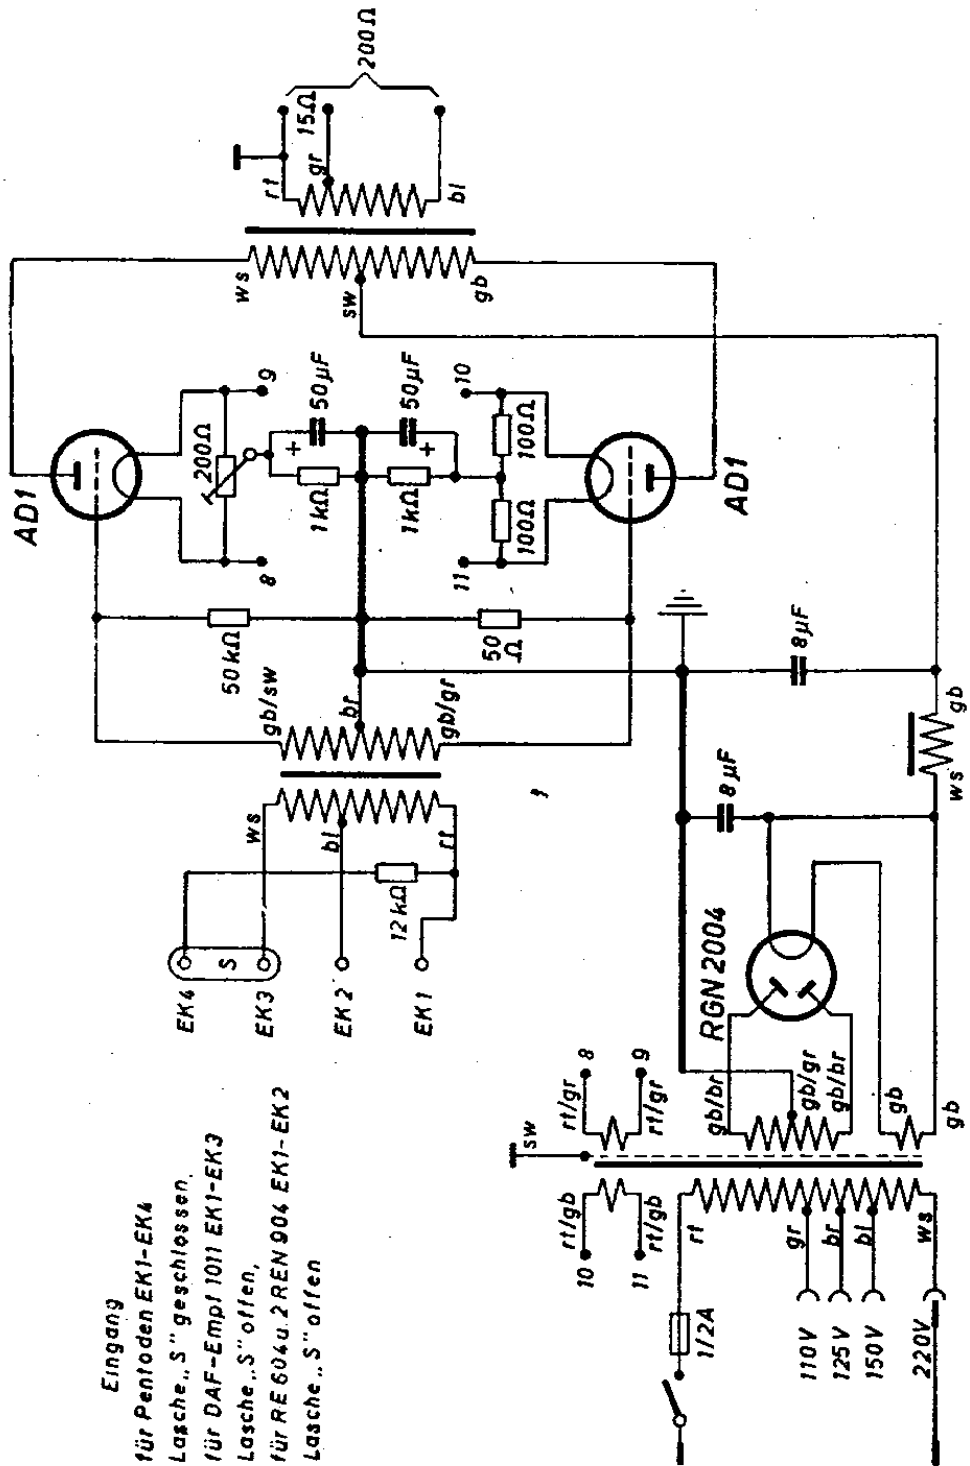 Eingang
für Pentoden EK1-EK4
Lasche „S" geschlossen,
für DAF-Empf 1011 EK1-EK3
Lasche „S" offen,
für RE 604 u. 2 REN 904 EK1-EK2
Lasche „S" offen
EK4
S
EK3
EK2
EK1
ws
bl
rt
12kΩ
gb/sw
br
gb/gr
50kΩ
50
Ω
AD1
8
9
200Ω
1kΩ
1kΩ
+
+
50µF
50µF
11
10
100Ω
100Ω
AD1
ws
sw
gb
rt
gr
bl
15Ω
200Ω
1/2A
110V
125V
150V
220V
rt
gr
br
bl
ws
10
11
rt/gb
rt/gb
sw
rt/gr
rt/gr
8
9
gb/br
gb/gr
gb/br
gb
gb
RGN2004
8µF
ws
gb
8µF